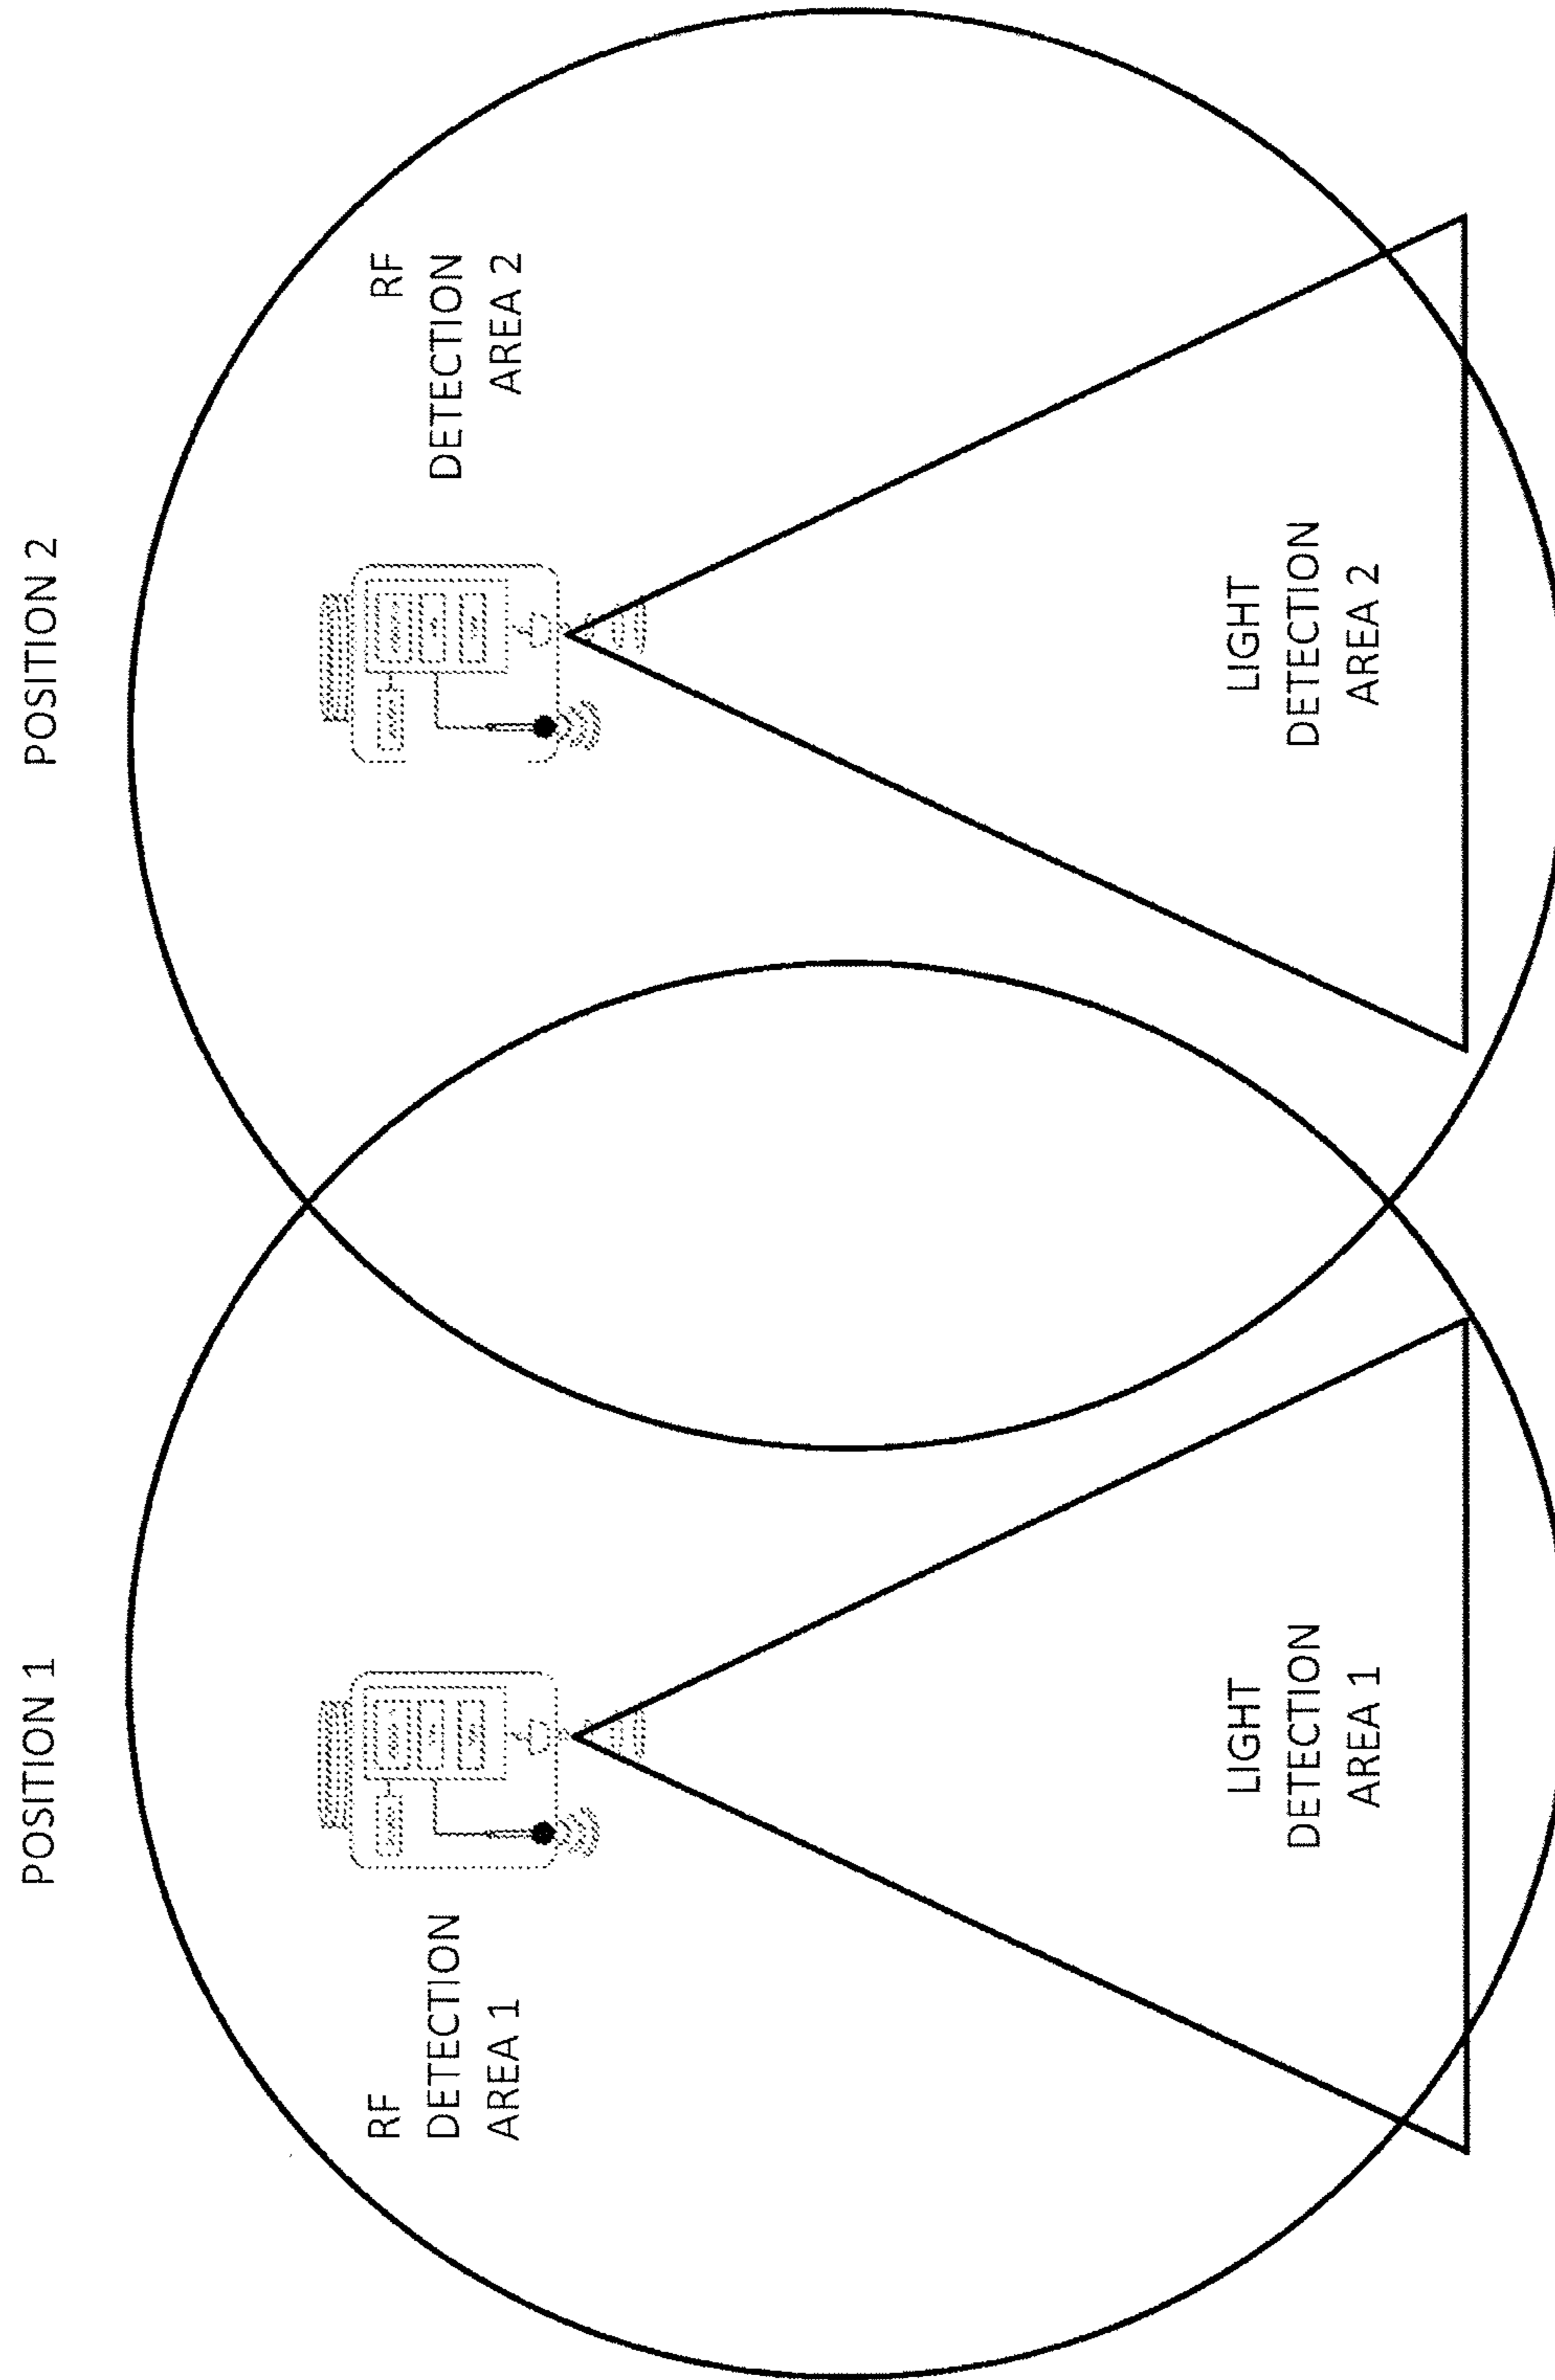 POSITION 1
POSITION 2
RF
DETECTION
AREA 1
RF
DETECTION
AREA 2
LIGHT
DETECTION
AREA 1
LIGHT
DETECTION
AREA 2